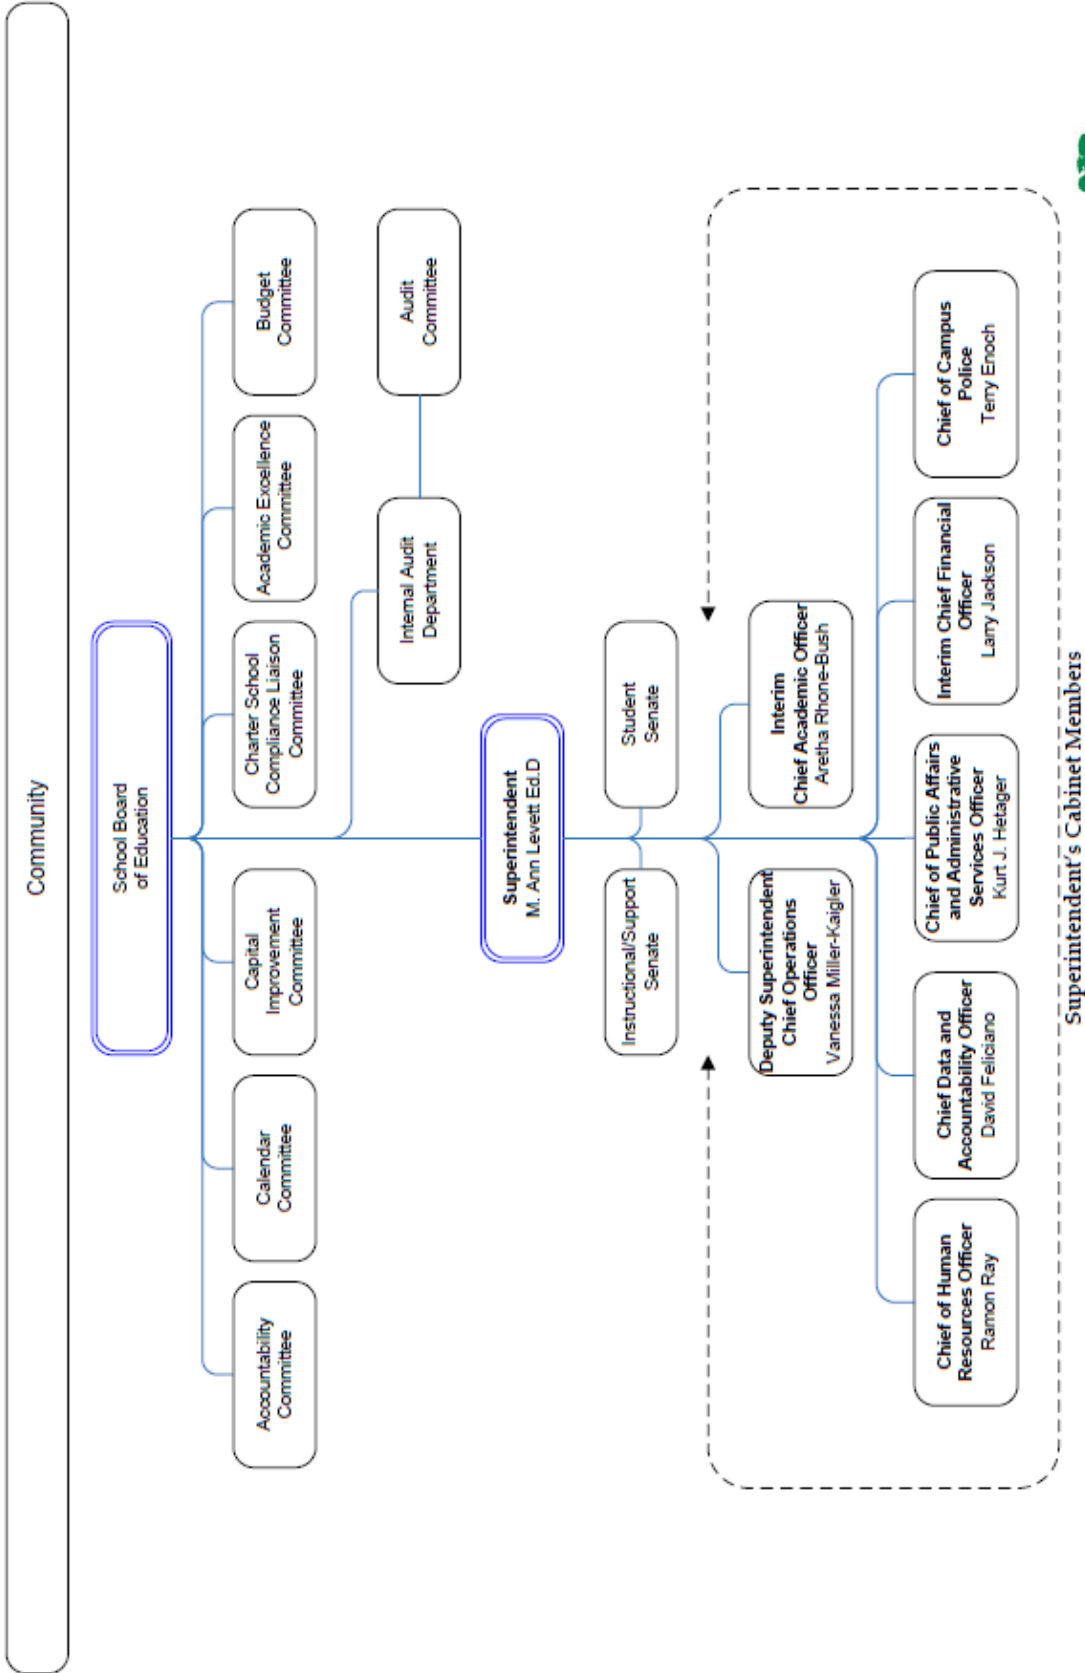 Community
School Board
of Education
Accountability
Committee
Calendar
Committee
Capital
Improvement
Committee
Charter School
Compliance Liaison
Committee
Academic Excellence
Committee
Budget
Committee
Internal Audit
Department
Audit
Committee
Superintendent
M. Ann Levett Ed.D
Instructional/Support
Senate
Student
Senate
Deputy Superintendent
Chief Operations
Officer
Vanessa Miller-Kaigler
Interim
Chief Academic Officer
Aretha Rhone-Bush
Chief of Human
Resources Officer
Ramon Ray
Chief Data and
Accountability Officer
David Feliciano
Chief of Public Affairs
and Administrative
Services Officer
Kurt J. Hetager
Interim Chief Financial
Officer
Larry Jackson
Chief of Campus
Police
Terry Enoch
Superintendent's Cabinet Members